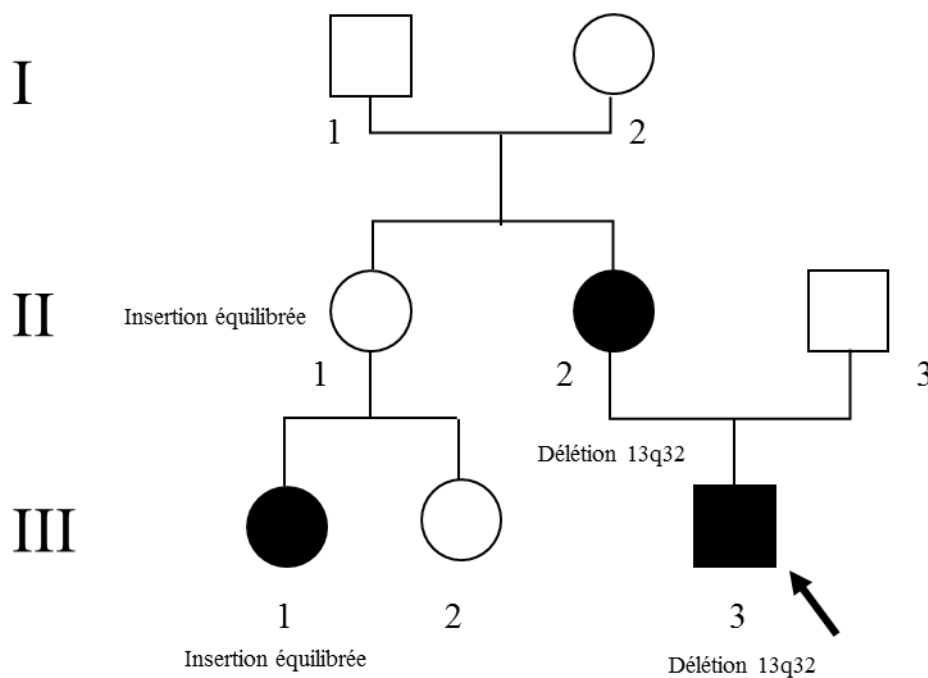 I
1 2
II
Insertion équilibrée
1 2 3
Délétion 13q32
III
1 2 3
Insertion équilibrée
Délétion 13q32